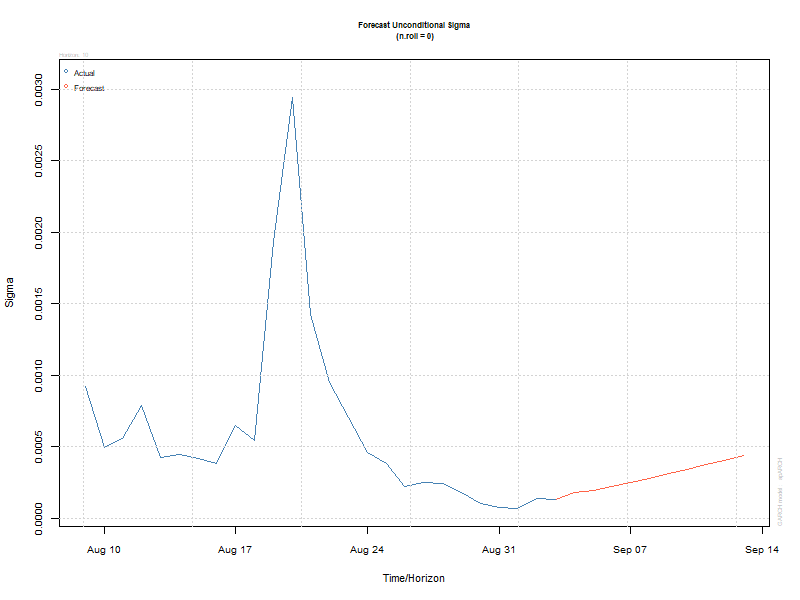 Forecast Unconditional Sigma
(n.roll = 0)
Horizon: 10
Actual
Forecast
0.0030
0.0025
0.0020
0.0015
0.0010
0.0005
0.0000
Sigma
Aug 10
Aug 17
Aug 24
Aug 31
Sep 07
Sep 14
Time/Horizon
GARCH model : apARCH